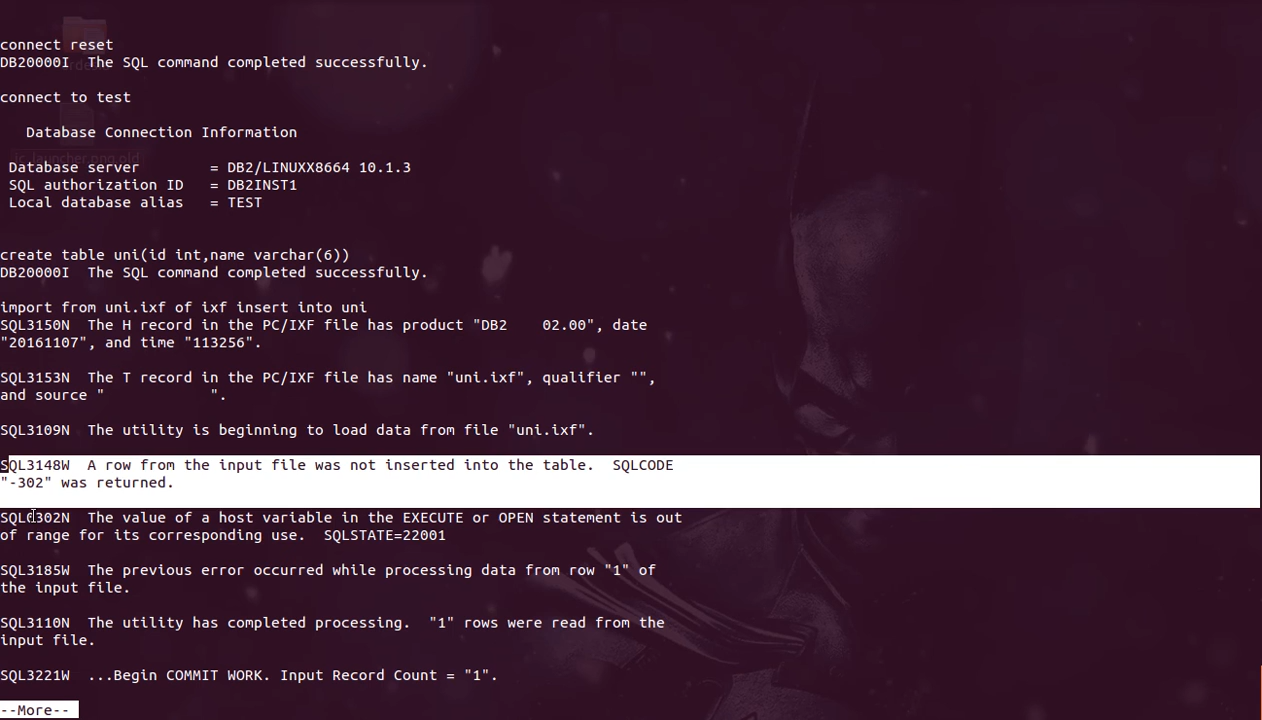 connect reset
DB20000I  The SQL command completed successfully.
connect to test
Database Connection Information
Database server        = DB2/LINUXX8664 10.1.3
SQL authorization ID   = DB2INST1
Local database alias   = TEST
create table uni(id int,name varchar(6))
DB20000I  The SQL command completed successfully.
import from uni.ixf of ixf insert into uni
SQL3150N  The H record in the PC/IXF file has product "DB2    02.00", date
"20161107", and time "113256".
SQL3153N  The T record in the PC/IXF file has name "uni.ixf", qualifier "",
and source "            ".
SQL3109N  The utility is beginning to load data from file "uni.ixf".
SQL3148W  A row from the input file was not inserted into the table.  SQLCODE
"-302" was returned.
SQL0302N  The value of a host variable in the EXECUTE or OPEN statement is out
of range for its corresponding use.  SQLSTATE=22001
SQL3185W  The previous error occurred while processing data from row "1" of
the input file.
SQL3110N  The utility has completed processing.  "1" rows were read from the
input file.
SQL3221W  ...Begin COMMIT WORK. Input Record Count = "1".
--More--